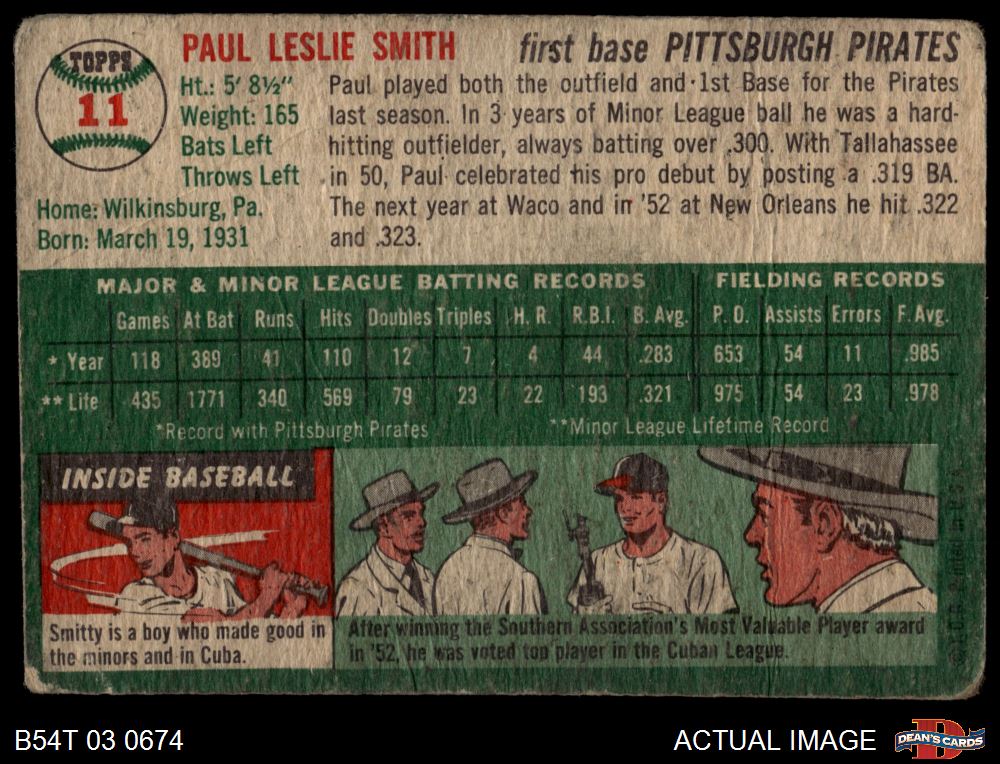 TOPPS
11
PAUL LESLIE SMITH first base PITTSBURGH PIRATES
Ht.: 5' 8½"
Weight: 165
Bats Left
Throws Left
Home: Wilkinsburg, Pa.
Born: March 19, 1931
Paul played both the outfield and 1st Base for the Pirates
last season. In 3 years of Minor League ball he was a hard-
hitting outfielder, always batting over .300. With Tallahassee
in 50, Paul celebrated his pro debut by posting a .319 BA.
The next year at Waco and in '52 at New Orleans he hit .322
and .323.
MAJOR & MINOR LEAGUE BATTING RECORDS FIELDING RECORDS
Games At Bat Runs Hits Doubles Triples H. R. R.B.I. B. Avg. P. O. Assists Errors F. Avg.
* Year 118 389 41 110 12 7 4 44 .283 653 54 11 .985
** Life 435 1771 340 569 79 23 22 193 .321 975 54 23 .978
*Record with Pittsburgh Pirates **Minor League Lifetime Record
INSIDE BASEBALL
Smitty is a boy who made good in
the minors and in Cuba.
After winning the Southern Association's Most Valuable Player award
in '52, he was voted top player in the Cuban League.
©T.C.G. Printed in U.S.A.
B54T 03 0674
ACTUAL IMAGE
D
DEAN'S CARDS